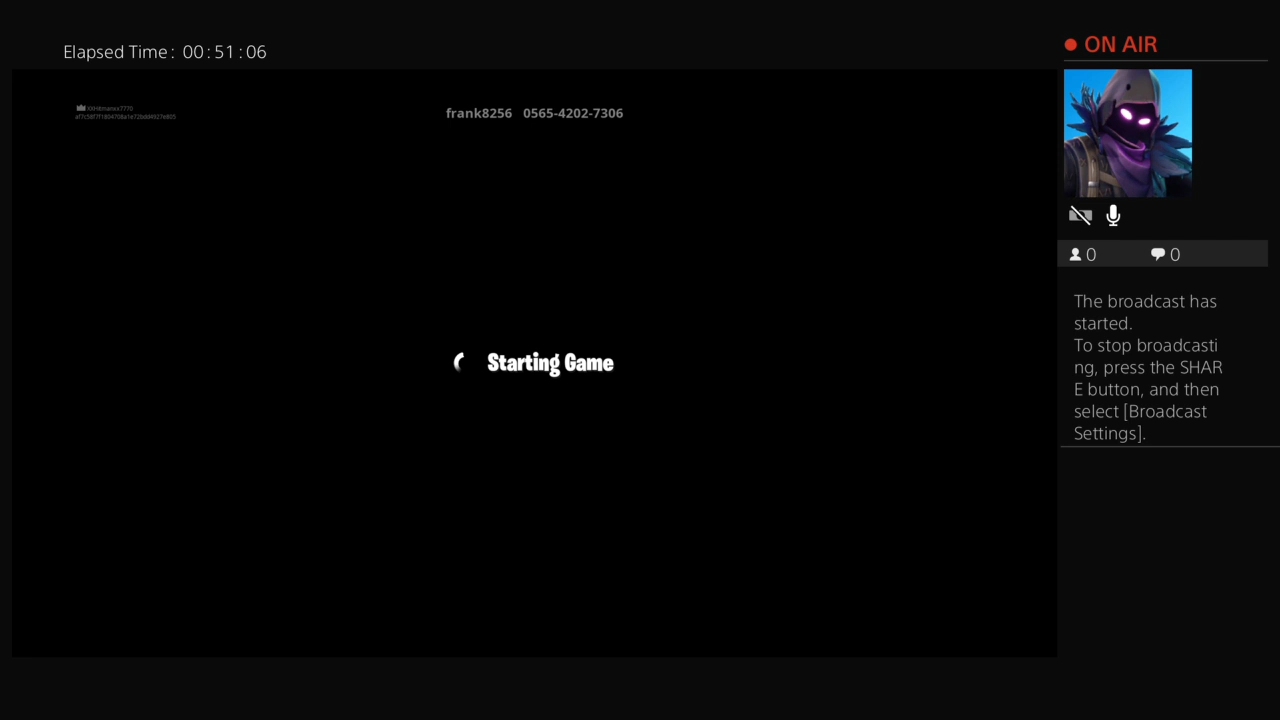 Elapsed Time: 00:51:06
ON AIR
frank8256 0565-4202-7306
0
0
The broadcast has
started.
To stop broadcasti
ng, press the SHAR
E button, and then
select [Broadcast
Settings].
Starting Game